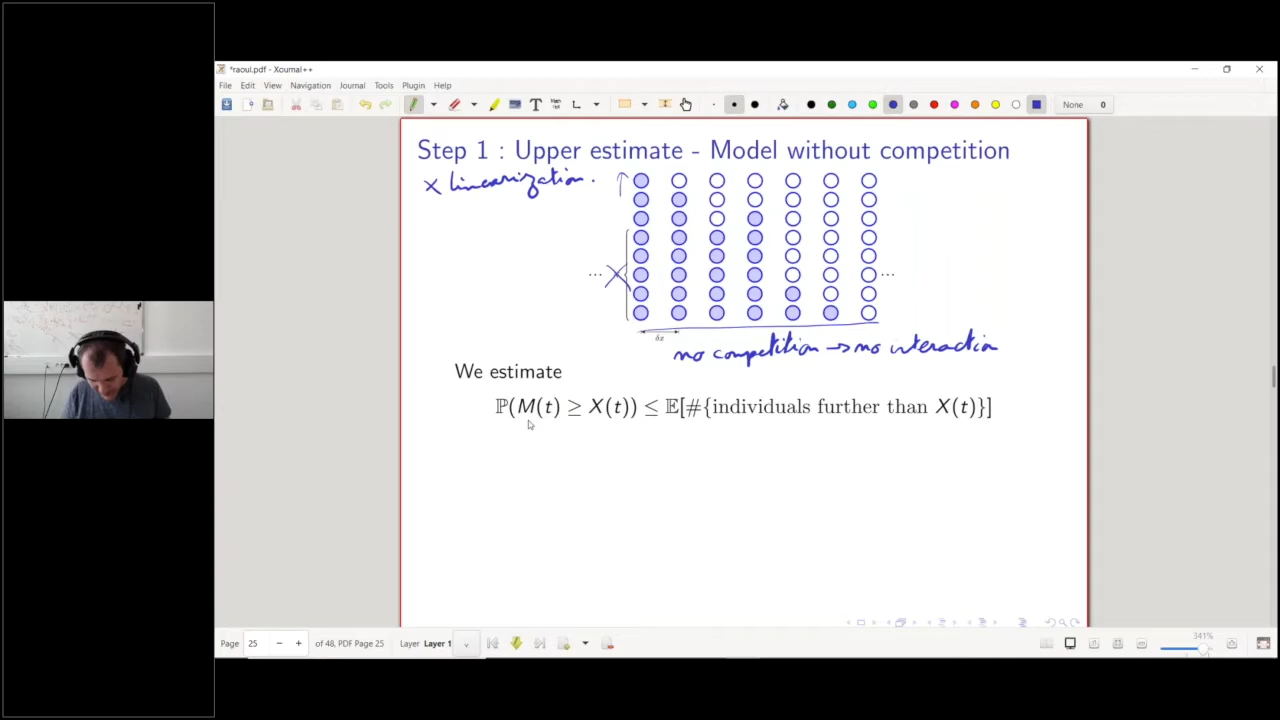 *raoul.pdf - Xournal++
File Edit View Navigation Journal Tools Plugin Help
None 0
Step 1 : Upper estimate - Model without competition
× linearization.
... ...
δx
no competition → no interaction
We estimate
ℙ(M(t) ≥ X(t)) ≤ 𝔼[#{individuals further than X(t)}]
Page 25 − + of 48, PDF Page 25 Layer Layer 1
341%